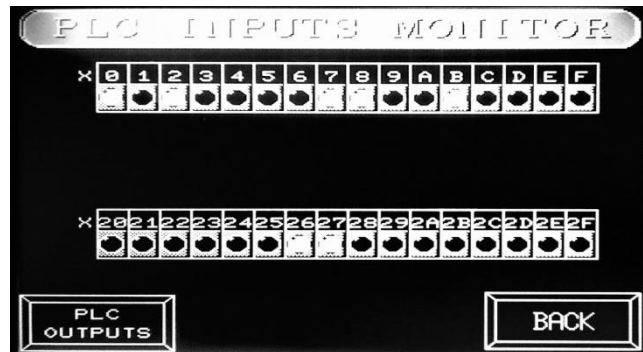 PLC INPUTS MONITOR
X 0 1 2 3 4 5 6 7 8 9 A B C D E F
X 20 21 22 23 24 25 26 27 28 29 2A 2B 2C 2D 2E 2F
PLC
OUTPUTS
BACK